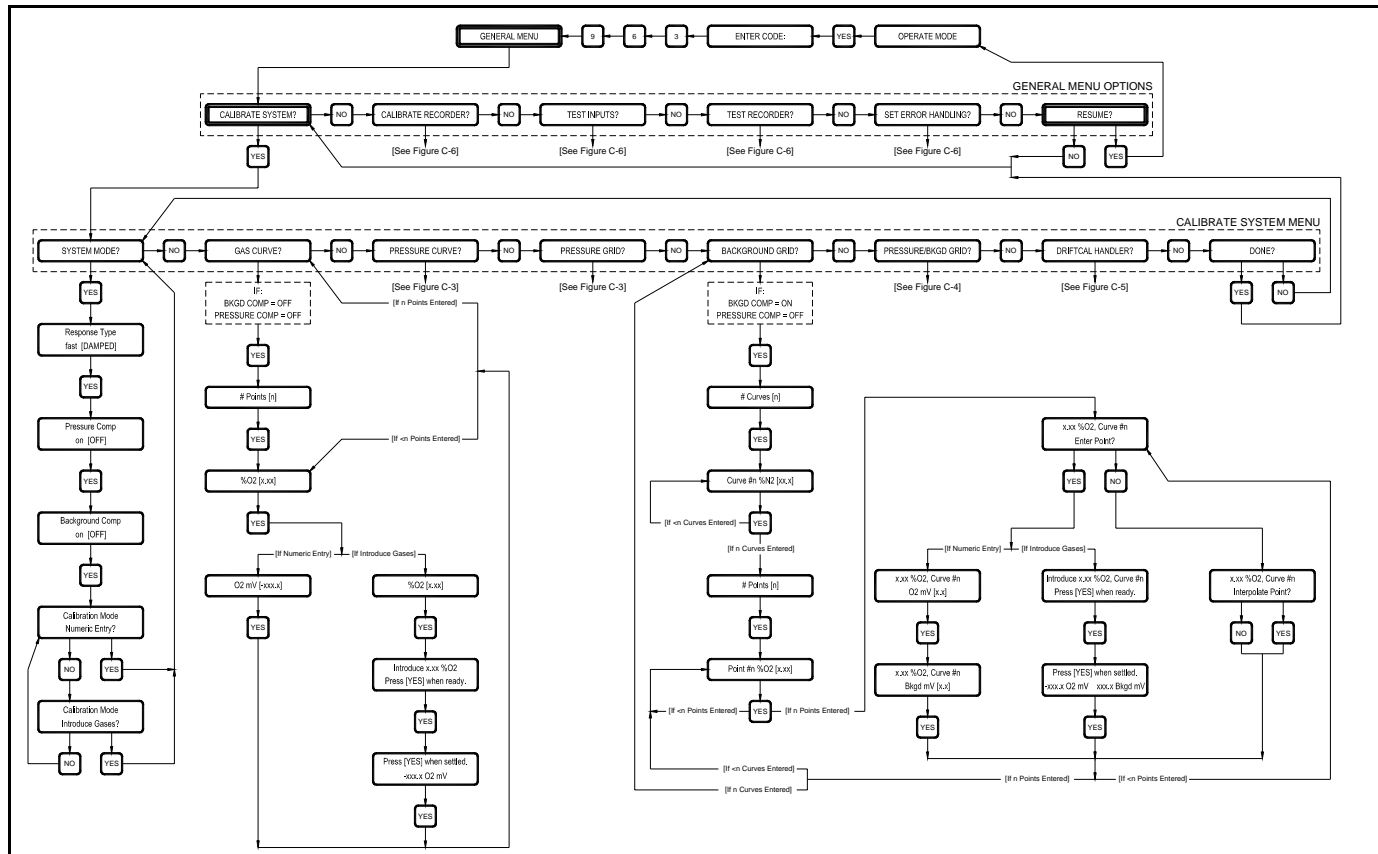 GENERAL MENU
9
6
3
ENTER CODE:
YES
OPERATE MODE
GENERAL MENU OPTIONS
CALIBRATE SYSTEM?
NO
CALIBRATE RECORDER?
NO
TEST INPUTS?
NO
TEST RECORDER?
NO
SET ERROR HANDLING?
NO
RESUME?
YES
[See Figure C-6]
[See Figure C-6]
[See Figure C-6]
[See Figure C-6]
NO
YES
CALIBRATE SYSTEM MENU
SYSTEM MODE?
NO
GAS CURVE?
NO
PRESSURE CURVE?
NO
PRESSURE GRID?
NO
BACKGROUND GRID?
NO
PRESSURE/BKGD GRID?
NO
DRIFTCAL HANDLER?
NO
DONE?
[See Figure C-3]
[See Figure C-3]
[See Figure C-4]
[See Figure C-5]
YES
NO
YES
Response Type
fast [DAMPED]
YES
Pressure Comp
on [OFF]
YES
Background Comp
on [OFF]
YES
Calibration Mode
Numeric Entry?
NO
YES
Calibration Mode
Introduce Gases?
NO
YES
IF:
BKGD COMP = OFF
PRESSURE COMP = OFF
[If n Points Entered]
YES
# Points [n]
YES
[If <n Points Entered]
%O2 [x.xx]
YES
[If Numeric Entry]
[If Introduce Gases]
O2 mV [-xxx.x]
YES
%O2 [x.xx]
YES
Introduce x.xx %O2
Press [YES] when ready.
YES
Press [YES] when settled.
-xxx.x O2 mV
YES
IF:
BKGD COMP = ON
PRESSURE COMP = OFF
YES
# Curves [n]
YES
Curve #n %N2 [xx.x]
[If <n Curves Entered]
YES
[If n Curves Entered]
# Points [n]
YES
Point #n %O2 [x.xx]
[If <n Points Entered]
YES
[If n Points Entered]
x.xx %O2, Curve #n
Enter Point?
YES
NO
[If Numeric Entry]
[If Introduce Gases]
x.xx %O2, Curve #n
O2 mV [x.x]
YES
x.xx %O2, Curve #n
Bkgd mV [x.x]
YES
Introduce x.xx %O2, Curve #n
Press [YES] when ready.
YES
Press [YES] when settled.
-xxx.x O2 mV xxx.x Bkgd mV
YES
x.xx %O2, Curve #n
Interpolate Point?
NO
YES
[If <n Curves Entered]
[If n Curves Entered]
[If n Points Entered]
[If <n Points Entered]